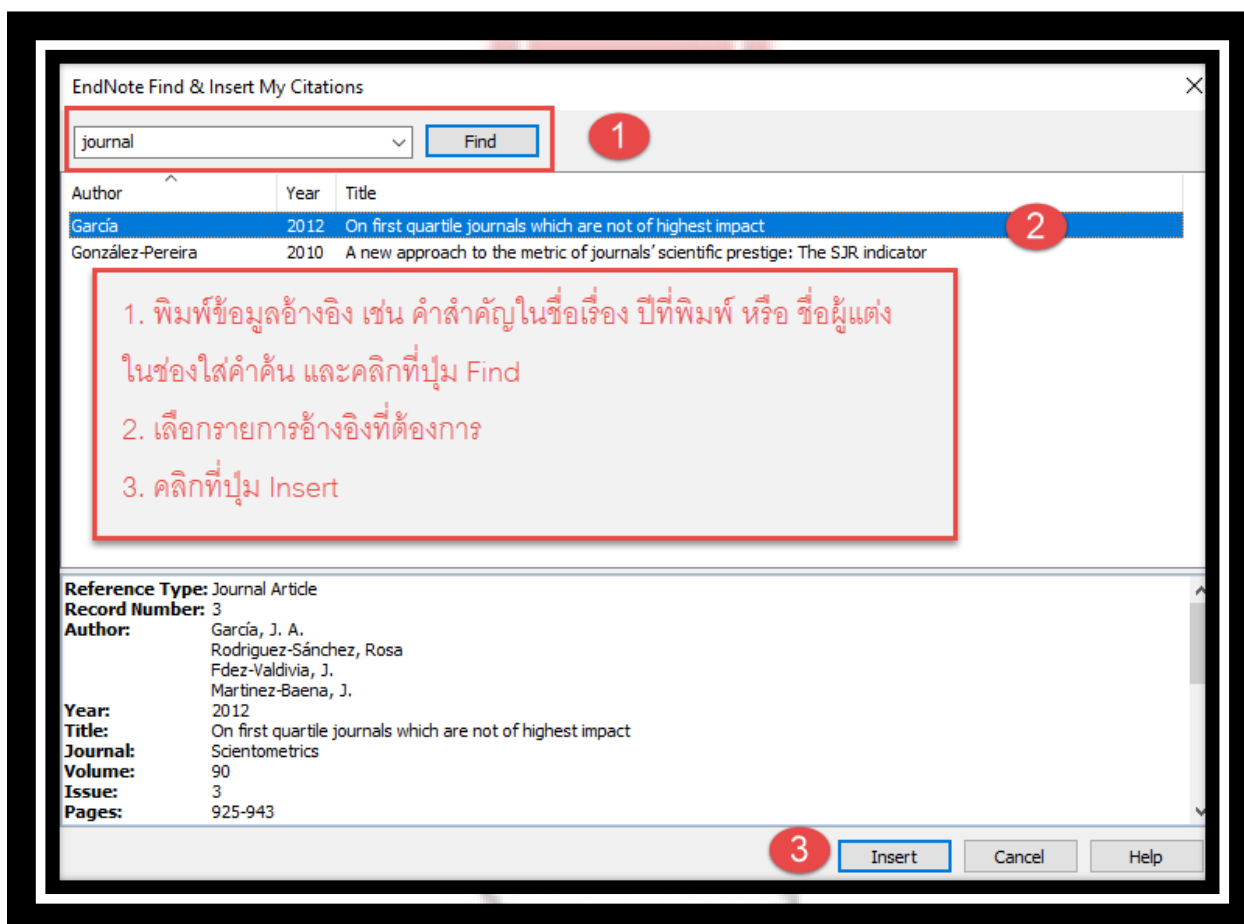 EndNote Find & Insert My Citations
journal Find 1
Author Year Title
García 2012 On first quartile journals which are not of highest impact 2
González-Pereira 2010 A new approach to the metric of journals’ scientific prestige: The SJR indicator
1. พิมพ์ข้อมูลอ้างอิง เช่น คำสำคัญในชื่อเรื่อง ปีที่พิมพ์ หรือ ชื่อผู้แต่ง
ในช่องใส่คำค้น และคลิกที่ปุ่ม Find
2. เลือกรายการอ้างอิงที่ต้องการ
3. คลิกที่ปุ่ม Insert
Reference Type: Journal Article
Record Number: 3
Author: García, J. A.
Rodriguez-Sánchez, Rosa
Fdez-Valdivia, J.
Martinez-Baena, J.
Year: 2012
Title: On first quartile journals which are not of highest impact
Journal: Scientometrics
Volume: 90
Issue: 3
Pages: 925-943
3 Insert Cancel Help